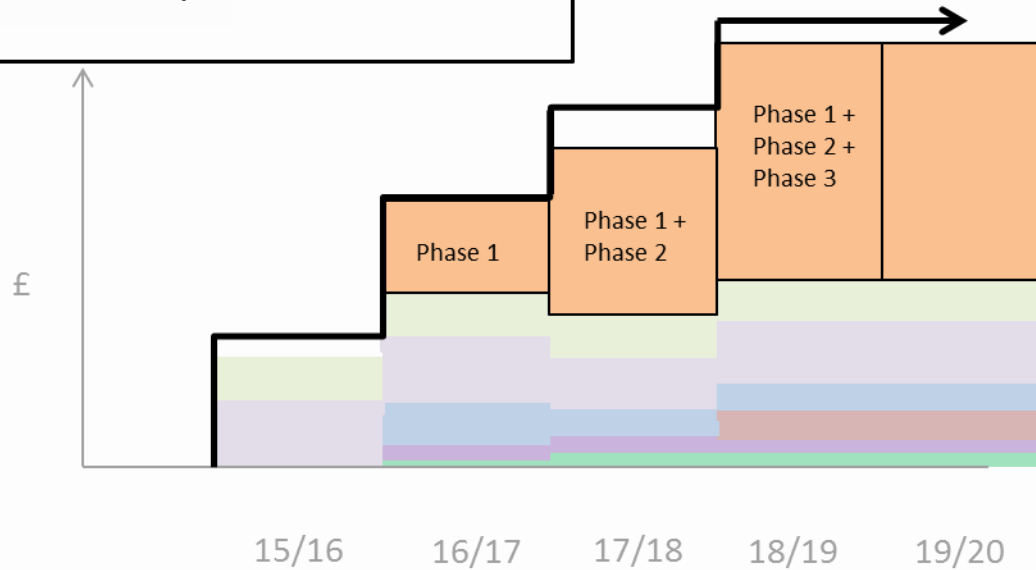 Phase 1 +
Phase 2 +
Phase 3
Phase 1 +
Phase 2
Phase 1
£
15/16
16/17
17/18
18/19
19/20